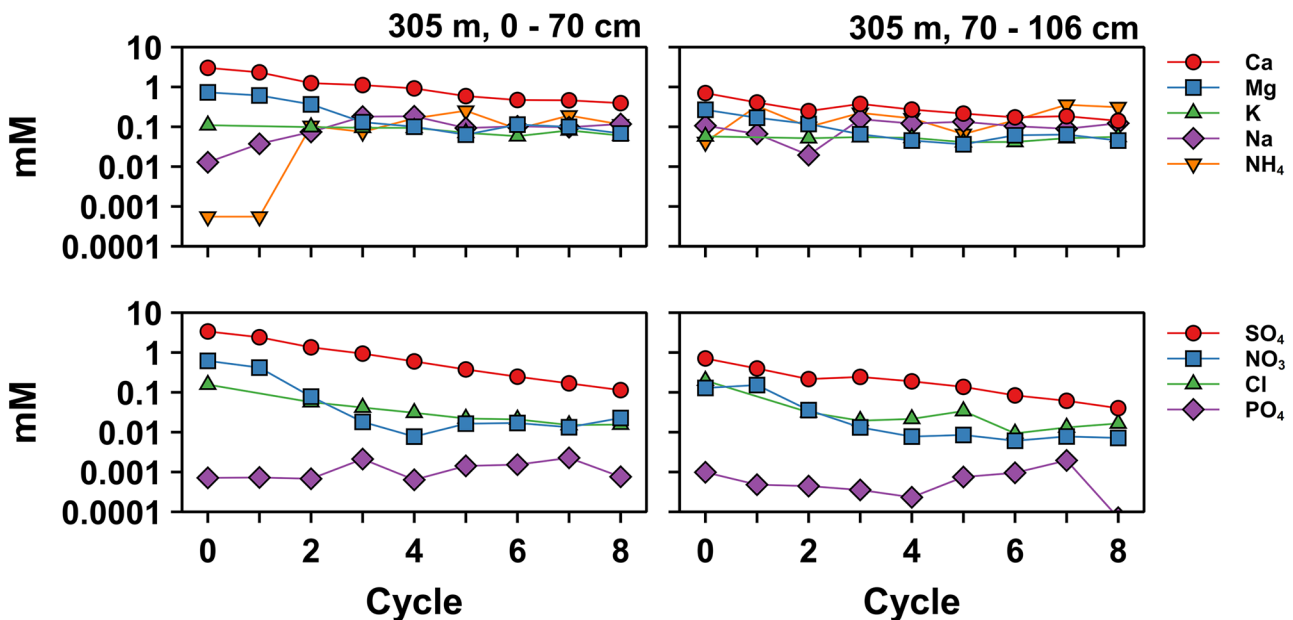 305 m, 0 - 70 cm
305 m, 70 - 106 cm
10
1
0.1
0.01
0.001
0.0001
mM
Ca
Mg
K
Na
NH₄
10
1
0.1
0.01
0.001
0.0001
mM
SO₄
NO₃
Cl
PO₄
0 2 4 6 8
0 2 4 6 8
Cycle
Cycle